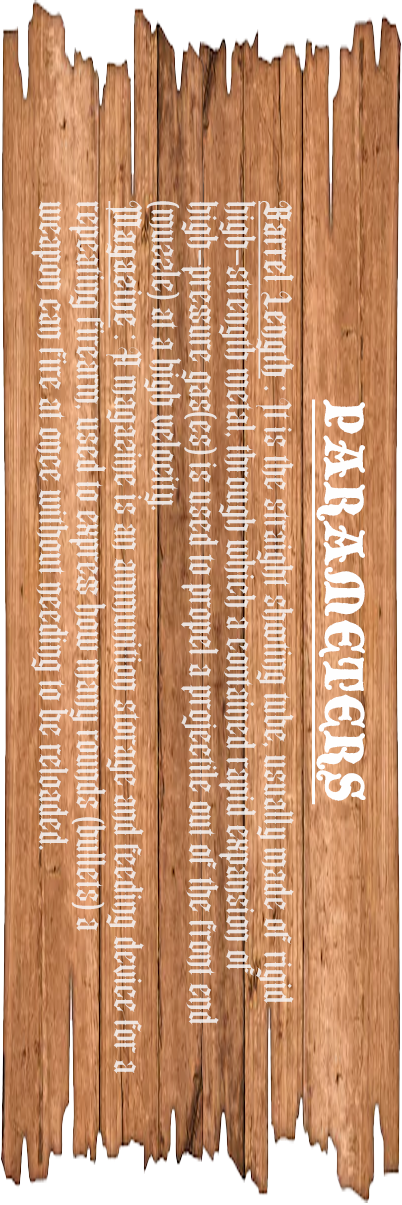 PARAMETERS
Barrel Length : It is the straight shooting tube, usually made of rigid
high-strength metal, through which a contained rapid expansion of
high-pressure gas(es) is used to propel a projectile out of the front end
(muzzle) at a high velocity
Magazine : A magazine is an ammunition storage and feeding device for a
repeating firearm. used to express how many rounds (bullets) a
weapon can fire at once without needing to be reloaded.